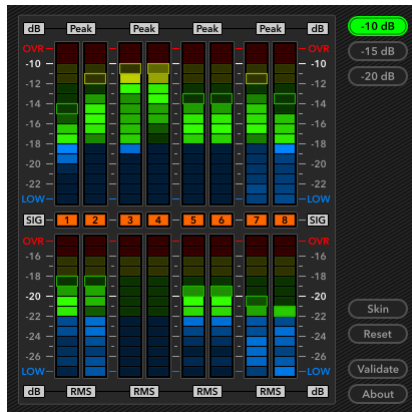 dB Peak Peak Peak Peak dB -10 dB
OVR OVR
-10 -10 -15 dB
-12 -12 -20 dB
-14 -14
-16 -16
-18 -18
-20 -20
-22 -22
LOW LOW
SIG 1 2 3 4 5 6 7 8 SIG
OVR OVR
-16 -16
-18 -18
-20 -20 Skin
-22 -22
-24 -24 Reset
-26 -26
LOW LOW Validate
dB RMS RMS RMS RMS dB About